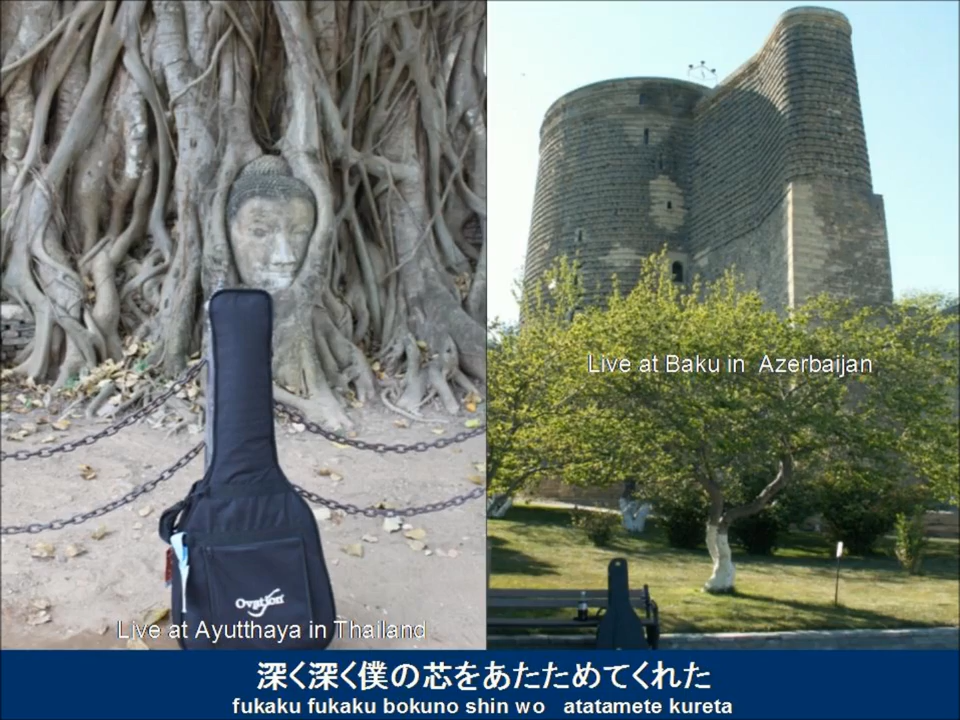 Ovation
Live at Ayutthaya in Thailand
Live at Baku in  Azerbaijan
深く深く僕の芯をあたためてくれた
fukaku fukaku bokuno shin wo   atatamete kureta